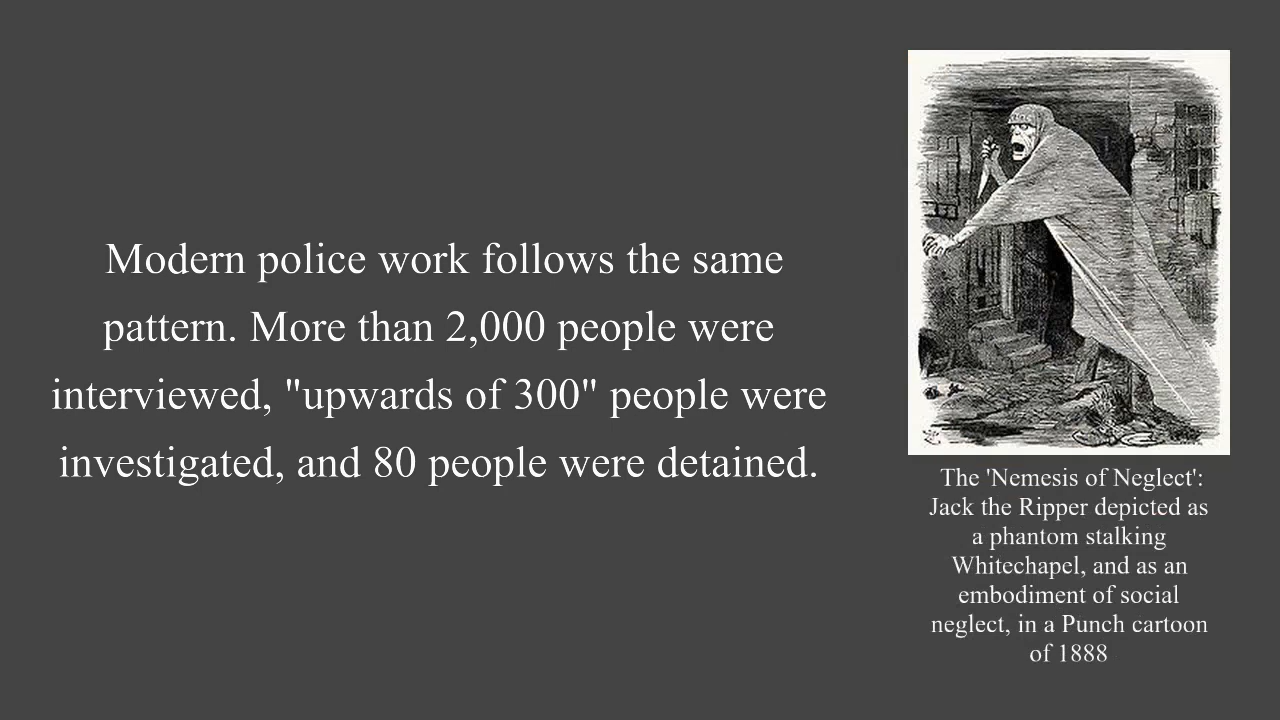 Modern police work follows the same
pattern. More than 2,000 people were
interviewed, "upwards of 300" people were
investigated, and 80 people were detained.
The 'Nemesis of Neglect':
Jack the Ripper depicted as
a phantom stalking
Whitechapel, and as an
embodiment of social
neglect, in a Punch cartoon
of 1888